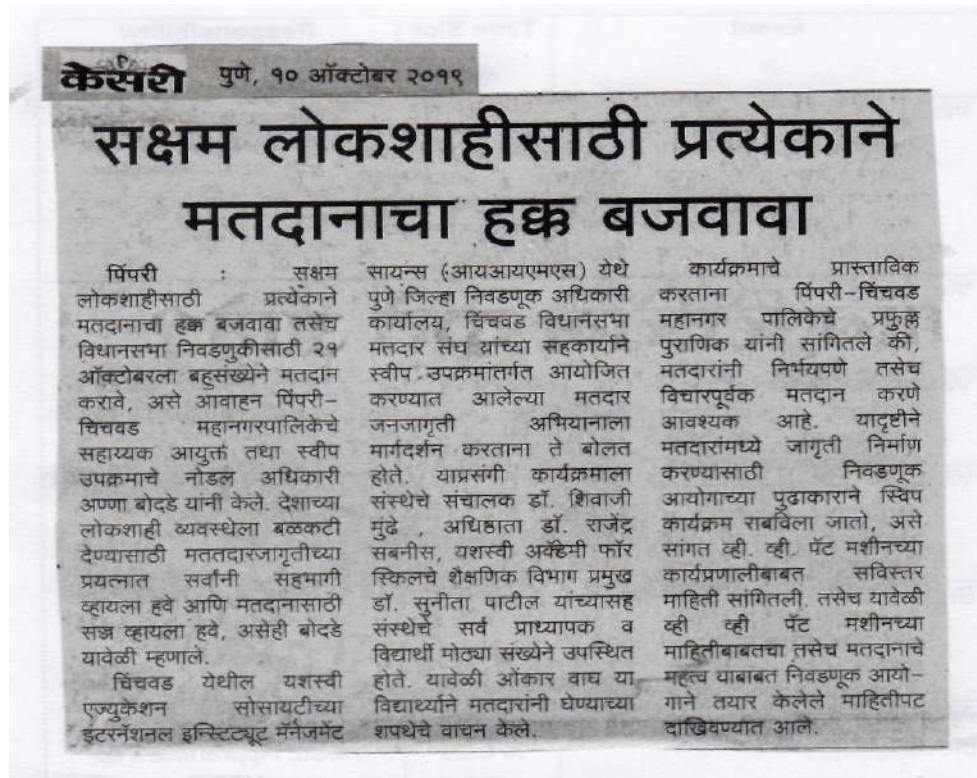 केसरी पुणे, १० ऑक्टोबर २०१९
सक्षम लोकशाहीसाठी प्रत्येकाने
मतदानाचा हक्क बजवावा
पिंपरी : सक्षम
लोकशाहीसाठी प्रत्येकाने
मतदानाचा हक्क बजवावा तसेच
विधानसभा निवडणुकीसाठी २१
ऑक्टोबरला बहुसंख्येने मतदान
करावे, असे आवाहन पिंपरी-
चिचवड महानगरपालिकेचे
सहाय्यक आयुक्त तथा स्वीप
उपक्रमाचे नोडल अधिकारी
अण्णा बोदडे यांनी केले. देशाच्या
लोकशाही व्यवस्थेला बळकटी
देण्यासाठी मततदारजागृतीच्या
प्रयत्नात सर्वांनी सहभागी
व्हायला हवे आणि मतदानासाठी
सज्ज व्हायला हवे, असेही बोदडे
यावेळी म्हणाले.
चिंचवड येथील यशस्वी
एज्युकेशन सोसायटीच्या
इंटरनॅशनल इन्स्टिट्यूट मॅनेजमेंट
सायन्स (आयआयएमएस) येथे
पुणे जिल्हा निवडणूक अधिकारी
कार्यालय, चिंचवड विधानसभा
मतदार संघ यांच्या सहकार्याने
स्वीप उपक्रमांतर्गत आयोजित
करण्यात आलेल्या मतदार
जनजागृती अभियानाला
मार्गदर्शन करताना ते बोलत
होते. याप्रसंगी कार्यक्रमाला
संस्थेचे संचालक डॉ. शिवाजी
मुंढे , अधिष्ठाता डॉ. राजेंद्र
सबनीस, यशस्वी अकॅडेमी फॉर
स्किलचे शैक्षणिक विभाग प्रमुख
डॉ. सुनीता पाटील यांच्यासह
संस्थेचे सर्व प्राध्यापक व
विद्यार्थी मोठ्या संख्येने उपस्थित
होते. यावेळी ओंकार वाघ या
विद्यार्थ्याने मतदारांनी घेण्याच्या
शपथेचे वाचन केले.
कार्यक्रमाचे प्रास्ताविक
करताना पिंपरी-चिंचवड
महानगर पालिकेचे प्रफुल्ल
पुराणिक यांनी सांगितले की,
मतदारांनी निर्भयपणे तसेच
विचारपूर्वक मतदान करणे
आवश्यक आहे. यादृष्टीने
मतदारांमध्ये जागृती निर्माण
करण्यासाठी निवडणूक
आयोगाच्या पुढाकाराने स्विप
कार्यक्रम राबविला जातो, असे
सांगत व्ही. व्ही. पॅट मशीनच्या
कार्यप्रणालीबाबत सविस्तर
माहिती सांगितली. तसेच यावेळी
व्ही व्ही पॅट मशीनच्या
माहितीबाबतचा तसेच मतदानाचे
महत्व याबाबत निवडणूक आयो-
गाने तयार केलेले माहितीपट
दाखिवण्यात आले.